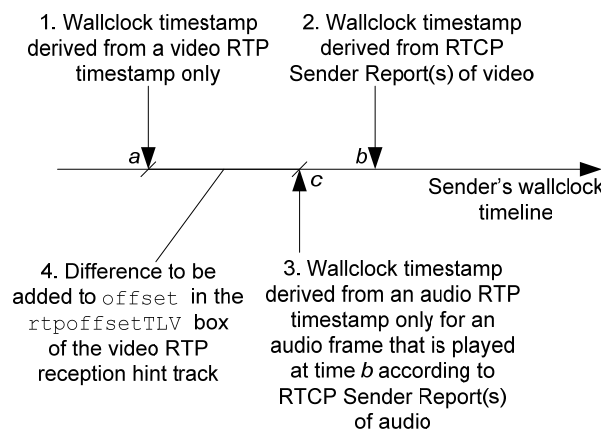 1. Wallclock timestamp
derived from a video RTP
timestamp only
2. Wallclock timestamp
derived from RTCP
Sender Report(s) of video
a
b
c
Sender's wallclock
timeline
4. Difference to be
added to offset in the
rtpoffsetTLV box
of the video RTP
reception hint track
3. Wallclock timestamp
derived from an audio RTP
timestamp only for an
audio frame that is played
at time b according to
RTCP Sender Report(s)
of audio